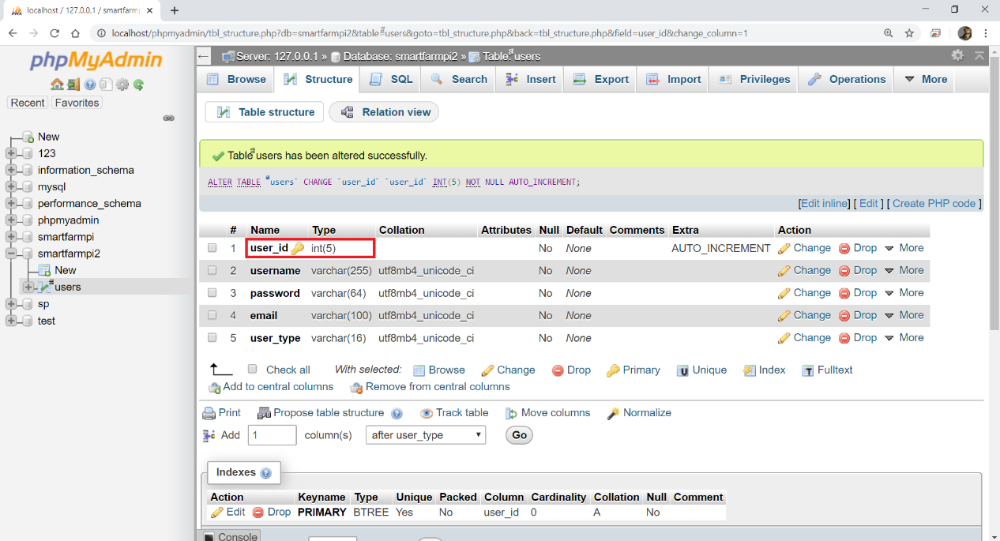 localhost / 127.0.0.1 / smartfarmp
localhost/phpmyadmin/tbl_structure.php?db=smartfarmpi2&table=users&goto=tbl_structure.php&back=tbl_structure.php&field=user_id&change_column=1
phpMyAdmin
Recent Favorites
New
123
information_schema
mysql
performance_schema
phpmyadmin
smartfarmpi
smartfarmpi2
New
users
sp
test
Server: 127.0.0.1 » Database: smartfarmpi2 » Table: users
Browse Structure SQL Search Insert Export Import Privileges Operations More
Table structure Relation view
Table users has been altered successfully.
ALTER TABLE `users` CHANGE `user_id` `user_id` INT(5) NOT NULL AUTO_INCREMENT;
[Edit inline] [ Edit ] [ Create PHP code ]
# Name Type Collation Attributes Null Default Comments Extra Action
1 user_id int(5) No None AUTO_INCREMENT Change Drop More
2 username varchar(255) utf8mb4_unicode_ci No None Change Drop More
3 password varchar(64) utf8mb4_unicode_ci No None Change Drop More
4 email varchar(100) utf8mb4_unicode_ci No None Change Drop More
5 user_type varchar(16) utf8mb4_unicode_ci No None Change Drop More
Check all With selected: Browse Change Drop Primary Unique Index Fulltext
Add to central columns Remove from central columns
Print Propose table structure Track table Move columns Normalize
Add 1 column(s) after user_type Go
Indexes
Action Keyname Type Unique Packed Column Cardinality Collation Null Comment
Edit Drop PRIMARY BTREE Yes No user_id 0 A No
Console